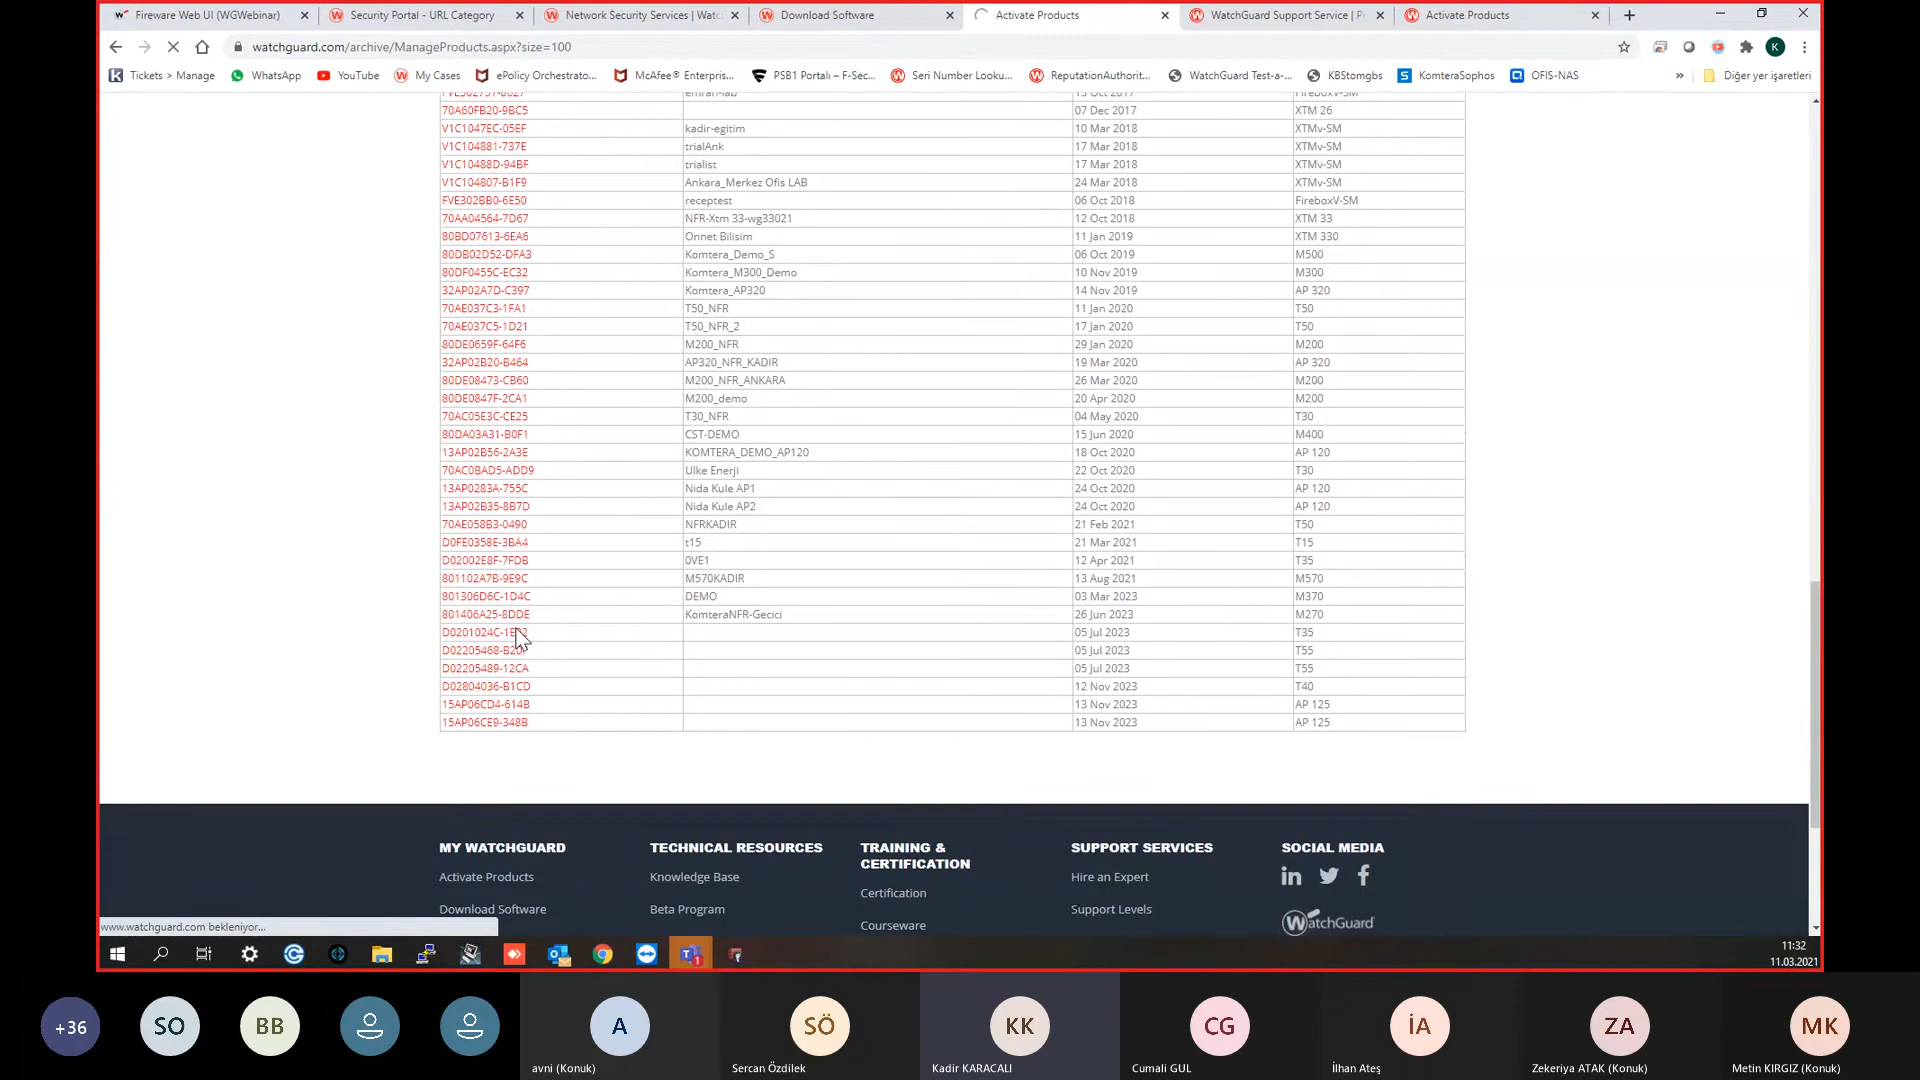 Fireware Web UI (WGWebinar)
Security Portal - URL Category
Network Security Services | Wat
Download Software
Activate Products
WatchGuard Support Service | P
Activate Products
watchguard.com/archive/ManageProducts.aspx?size=100
K
Tickets > Manage
WhatsApp
YouTube
My Cases
ePolicy Orchestrato...
McAfee® Enterpris...
PSB1 Portalı – F-Sec...
Seri Number Looku...
ReputationAuthorit...
WatchGuard Test-a-...
KBStomgbs
KomteraSophos
OFIS-NAS
»
Diğer yer işaretleri
70A60FB20-9BC5 07 Dec 2017 XTM 26
V1C1047EC-05EF kadir-egitim 10 Mar 2018 XTMv-SM
V1C104881-737E trialAnk 17 Mar 2018 XTMv-SM
V1C10488D-94BF trialist 17 Mar 2018 XTMv-SM
V1C104807-B1F9 Ankara_Merkez Ofis LAB 24 Mar 2018 XTMv-SM
FVE302BB0-6E50 receptest 06 Oct 2018 FireboxV-SM
70AA04564-7D67 NFR-Xtm 33-wg33021 12 Oct 2018 XTM 33
80BD07613-6EA6 Onnet Bilisim 11 Jan 2019 XTM 330
80DB02D52-DFA3 Komtera_Demo_S 06 Oct 2019 M500
80DF0455C-EC32 Komtera_M300_Demo 10 Nov 2019 M300
32AP02A7D-C397 Komtera_AP320 14 Nov 2019 AP 320
70AE037C3-1FA1 T50_NFR 11 Jan 2020 T50
70AE037C5-1D21 T50_NFR_2 17 Jan 2020 T50
80DE0659F-64F6 M200_NFR 29 Jan 2020 M200
32AP02B20-B464 AP320_NFR_KADIR 19 Mar 2020 AP 320
80DE08473-CB60 M200_NFR_ANKARA 26 Mar 2020 M200
80DE0847F-2CA1 M200_demo 20 Apr 2020 M200
70AC05E3C-CE25 T30_NFR 04 May 2020 T30
80DA03A31-B0F1 CST-DEMO 15 Jun 2020 M400
13AP02B56-2A3E KOMTERA_DEMO_AP120 18 Oct 2020 AP 120
70AC0BAD5-ADD9 Ulke Enerji 22 Oct 2020 T30
13AP0283A-755C Nida Kule AP1 24 Oct 2020 AP 120
13AP02B35-8B7D Nida Kule AP2 24 Oct 2020 AP 120
70AE058B3-0490 NFRKADIR 21 Feb 2021 T50
D0FE0358E-3BA4 t15 21 Mar 2021 T15
D02002E8F-7FDB 0VE1 12 Apr 2021 T35
801102A7B-9E9C M570KADIR 13 Aug 2021 M570
801306D6C-1D4C DEMO 03 Mar 2023 M370
801406A25-8DDE KomteraNFR-Gecici 26 Jun 2023 M270
05 Jul 2023 T35
05 Jul 2023 T55
D02205489-12CA 05 Jul 2023 T55
D02804036-B1CD 12 Nov 2023 T40
15AP06CD4-614B 13 Nov 2023 AP 125
15AP06CE9-348B 13 Nov 2023 AP 125
MY WATCHGUARD
Activate Products
Download Software
TECHNICAL RESOURCES
Knowledge Base
Beta Program
TRAINING &
CERTIFICATION
Certification
Courseware
SUPPORT SERVICES
Hire an Expert
Support Levels
SOCIAL MEDIA
WatchGuard
www.watchguard.com bekleniyor...
11:32
11.03.2021
+36
SO
BB
A
avni (Konuk)
SÖ
Sercan Özdilek
KK
Kadir KARACALI
CG
Cumali GUL
İA
İlhan Ateş
ZA
Zekeriya ATAK (Konuk)
MK
Metin KIRGIZ (Konuk)